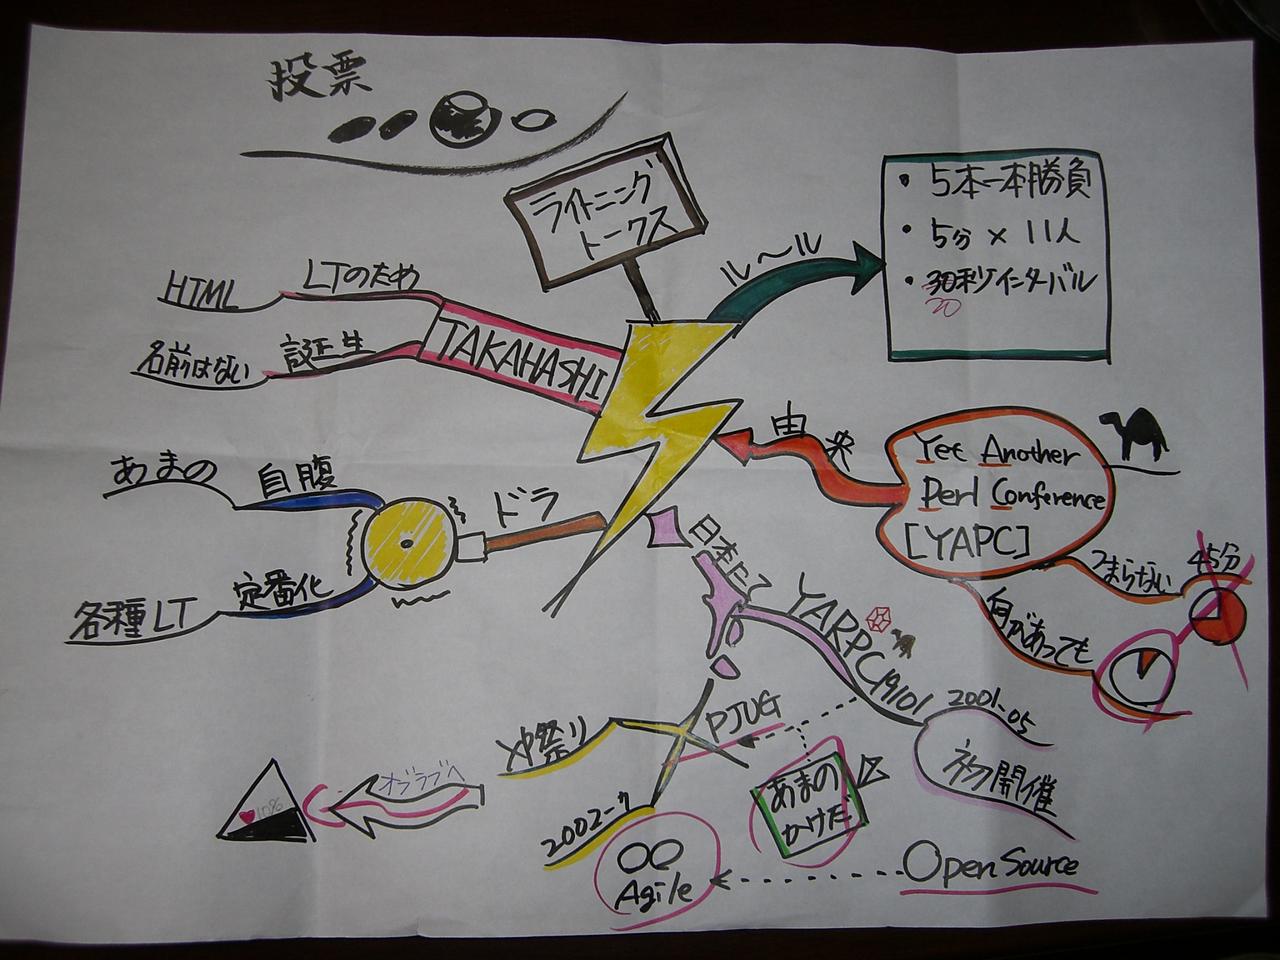 投票
ライトニング
トークス
ル〜ル
・5本一本勝負
・5分×11人
・30秒インターバル
20
LTのため
HTML
誕生
名前はない
TAKAHASHI
由来
Yet Another
Perl Conference
[YAPC]
つまらない
45分
何があっても
ドラ
自腹
あまの
定番化
各種LT
日本にて
YARPC19101
2001-05
初開催
PJUG
XP祭り
2002-9
あまの
かけだ
オブラブへ
10%
Agile
Open Source